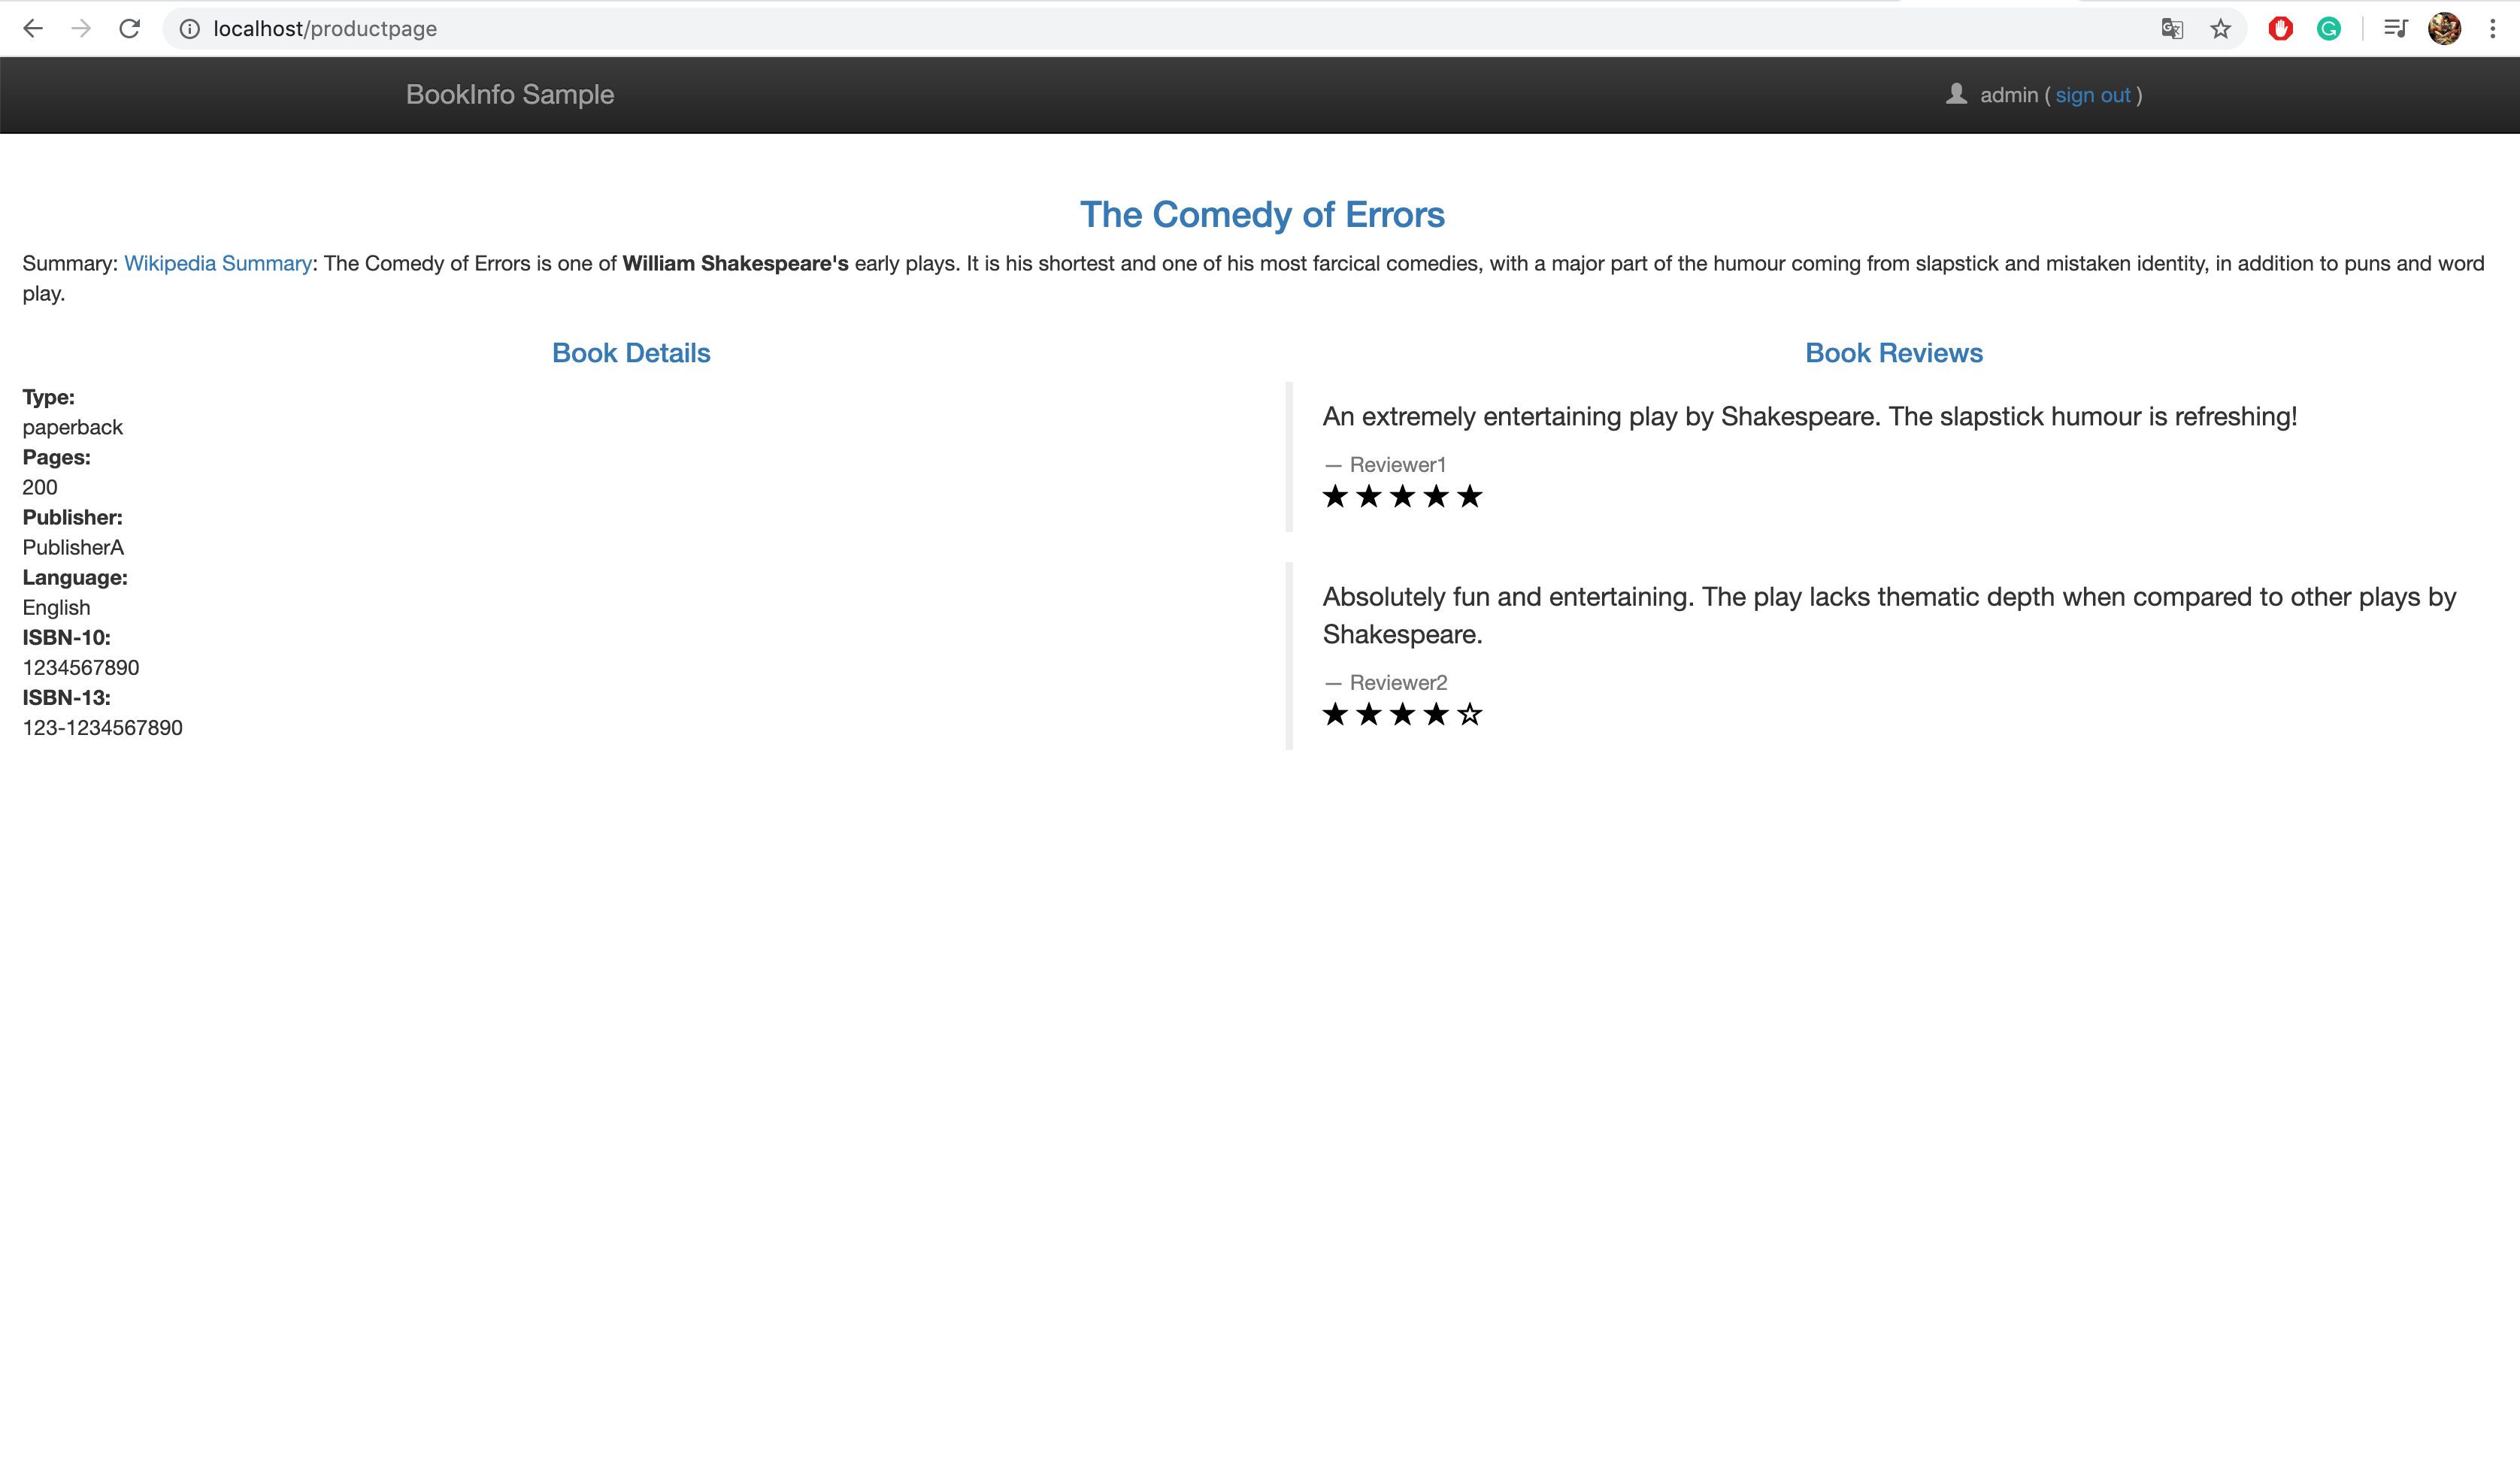 localhost/productpage
BookInfo Sample
admin ( sign out )
The Comedy of Errors
Summary: Wikipedia Summary: The Comedy of Errors is one of William Shakespeare's early plays. It is his shortest and one of his most farcical comedies, with a major part of the humour coming from slapstick and mistaken identity, in addition to puns and word
play.
Book Details
Type:
paperback
Pages:
200
Publisher:
PublisherA
Language:
English
ISBN-10:
1234567890
ISBN-13:
123-1234567890
Book Reviews
An extremely entertaining play by Shakespeare. The slapstick humour is refreshing!
— Reviewer1
Absolutely fun and entertaining. The play lacks thematic depth when compared to other plays by
Shakespeare.
— Reviewer2